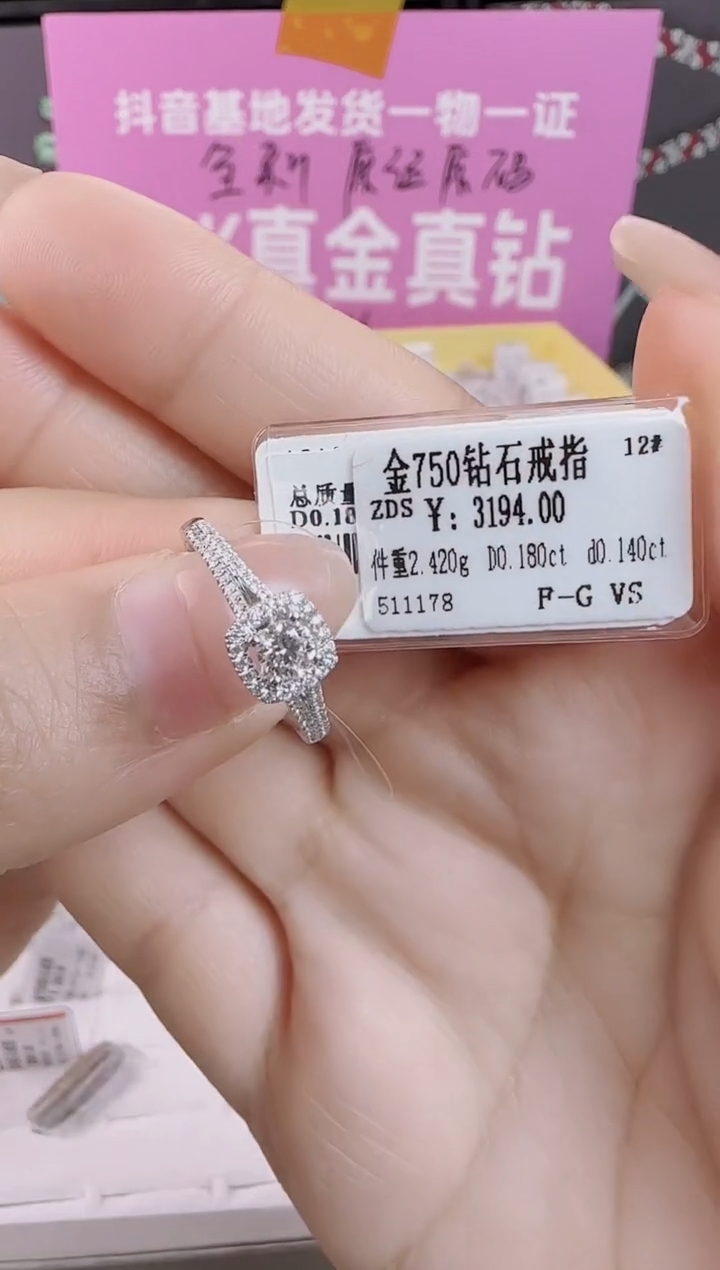 抖音基地发货一物一证
全新 原证原码
真金真钻
总质量
D0.18
金750钻石戒指 12#
ZDS ¥: 3194.00
件重2.420g D0.180ct d0.140ct
511178 F-G VS